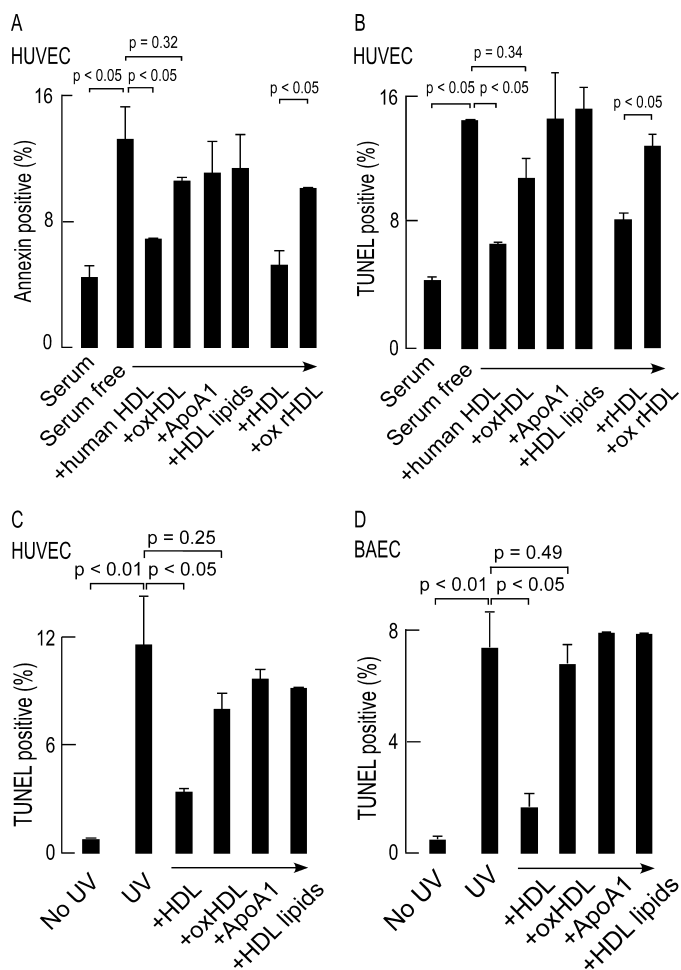 A
HUVEC
p = 0.32
p < 0.05 p < 0.05
p < 0.05
Annexin positive (%)
16
8
0
Serum
Serum free
+human HDL
+oxHDL
+ApoA1
+HDL lipids
+rHDL
+ox rHDL
B
HUVEC
p = 0.34
p < 0.05 p < 0.05
p < 0.05
TUNEL positive (%)
16
8
0
Serum
Serum free
+human HDL
+oxHDL
+ApoA1
+HDL lipids
+rHDL
+ox rHDL
C
HUVEC
p = 0.25
p < 0.01 p < 0.05
TUNEL positive (%)
12
6
0
No UV
UV
+HDL
+oxHDL
+ApoA1
+HDL lipids
D
BAEC
p = 0.49
p < 0.01 p < 0.05
TUNEL positive (%)
8
4
0
No UV
UV
+HDL
+oxHDL
+ApoA1
+HDL lipids